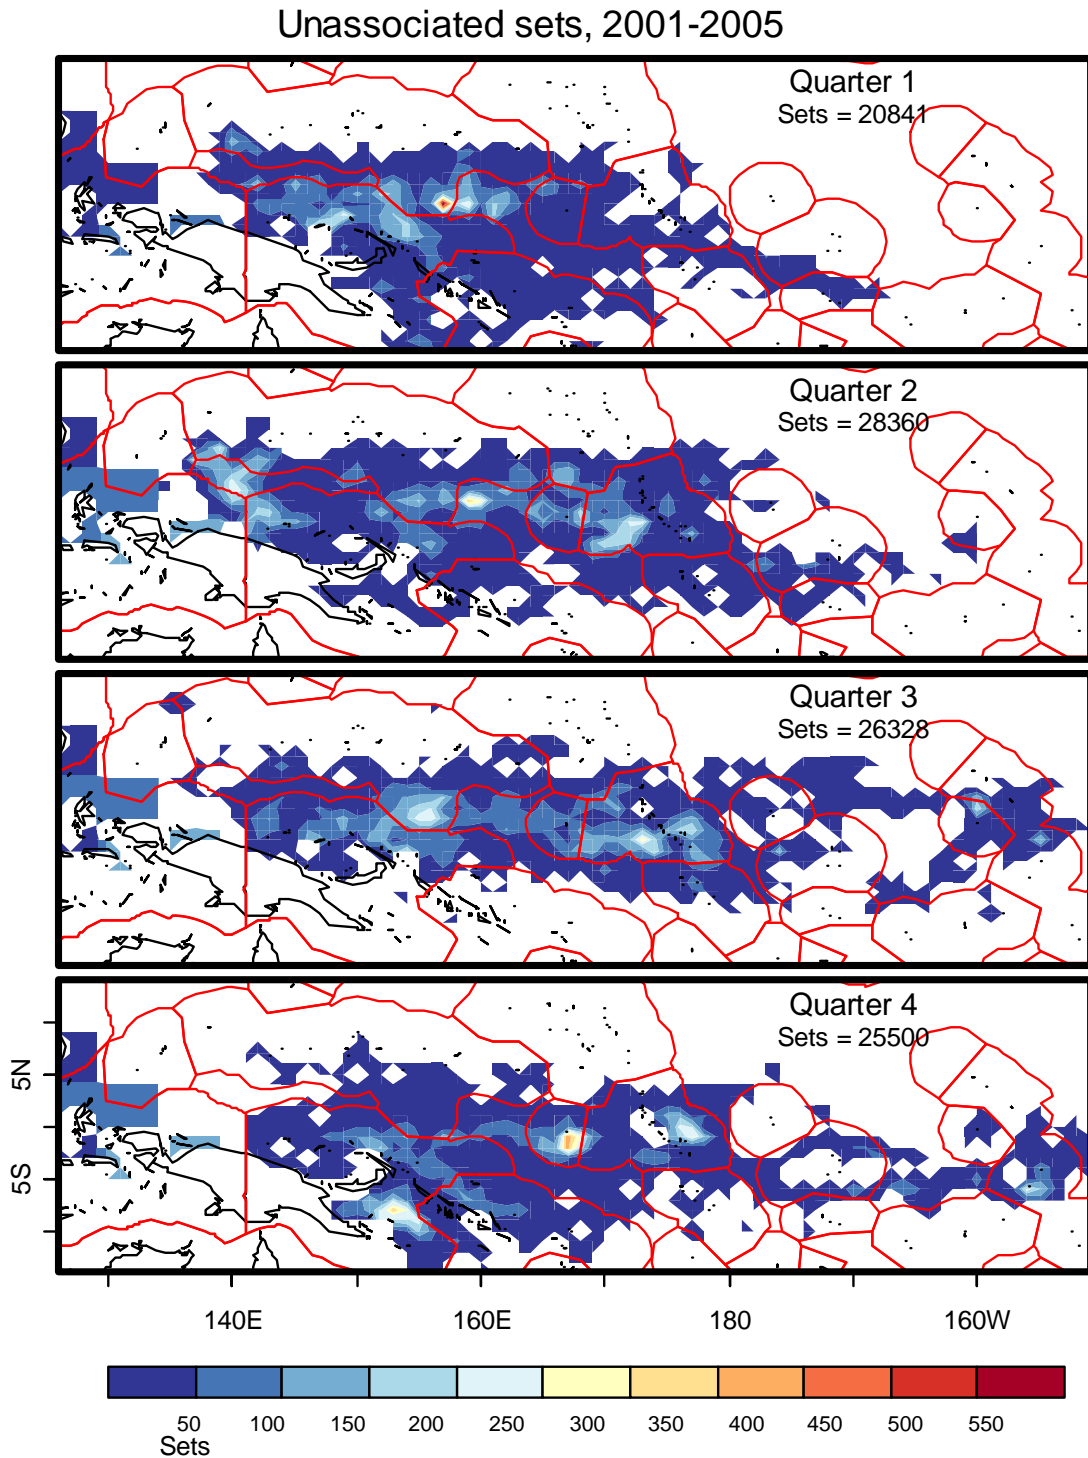 Unassociated sets, 2001-2005
Quarter 1
Sets = 20841
Quarter 2
Sets = 28360
Quarter 3
Sets = 26328
Quarter 4
Sets = 25500
5N
5S
140E 160E 180 160W
50 100 150 200 250 300 350 400 450 500 550
Sets